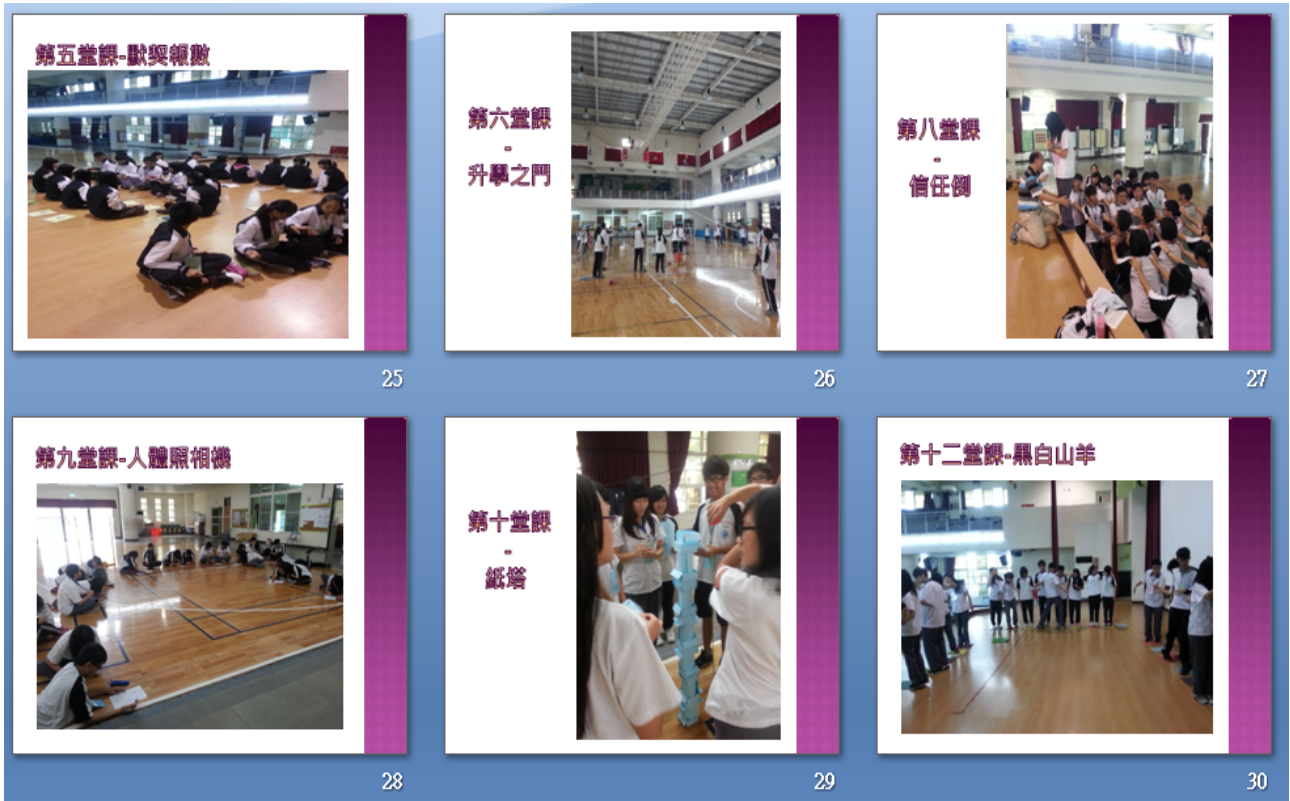 第五堂課-默契報數
25
第六堂課
-
升學之門
26
第八堂課
-
信任倒
27
第九堂課-人體照相機
28
第十堂課
-
紙塔
29
第十二堂課-黑白山羊
30